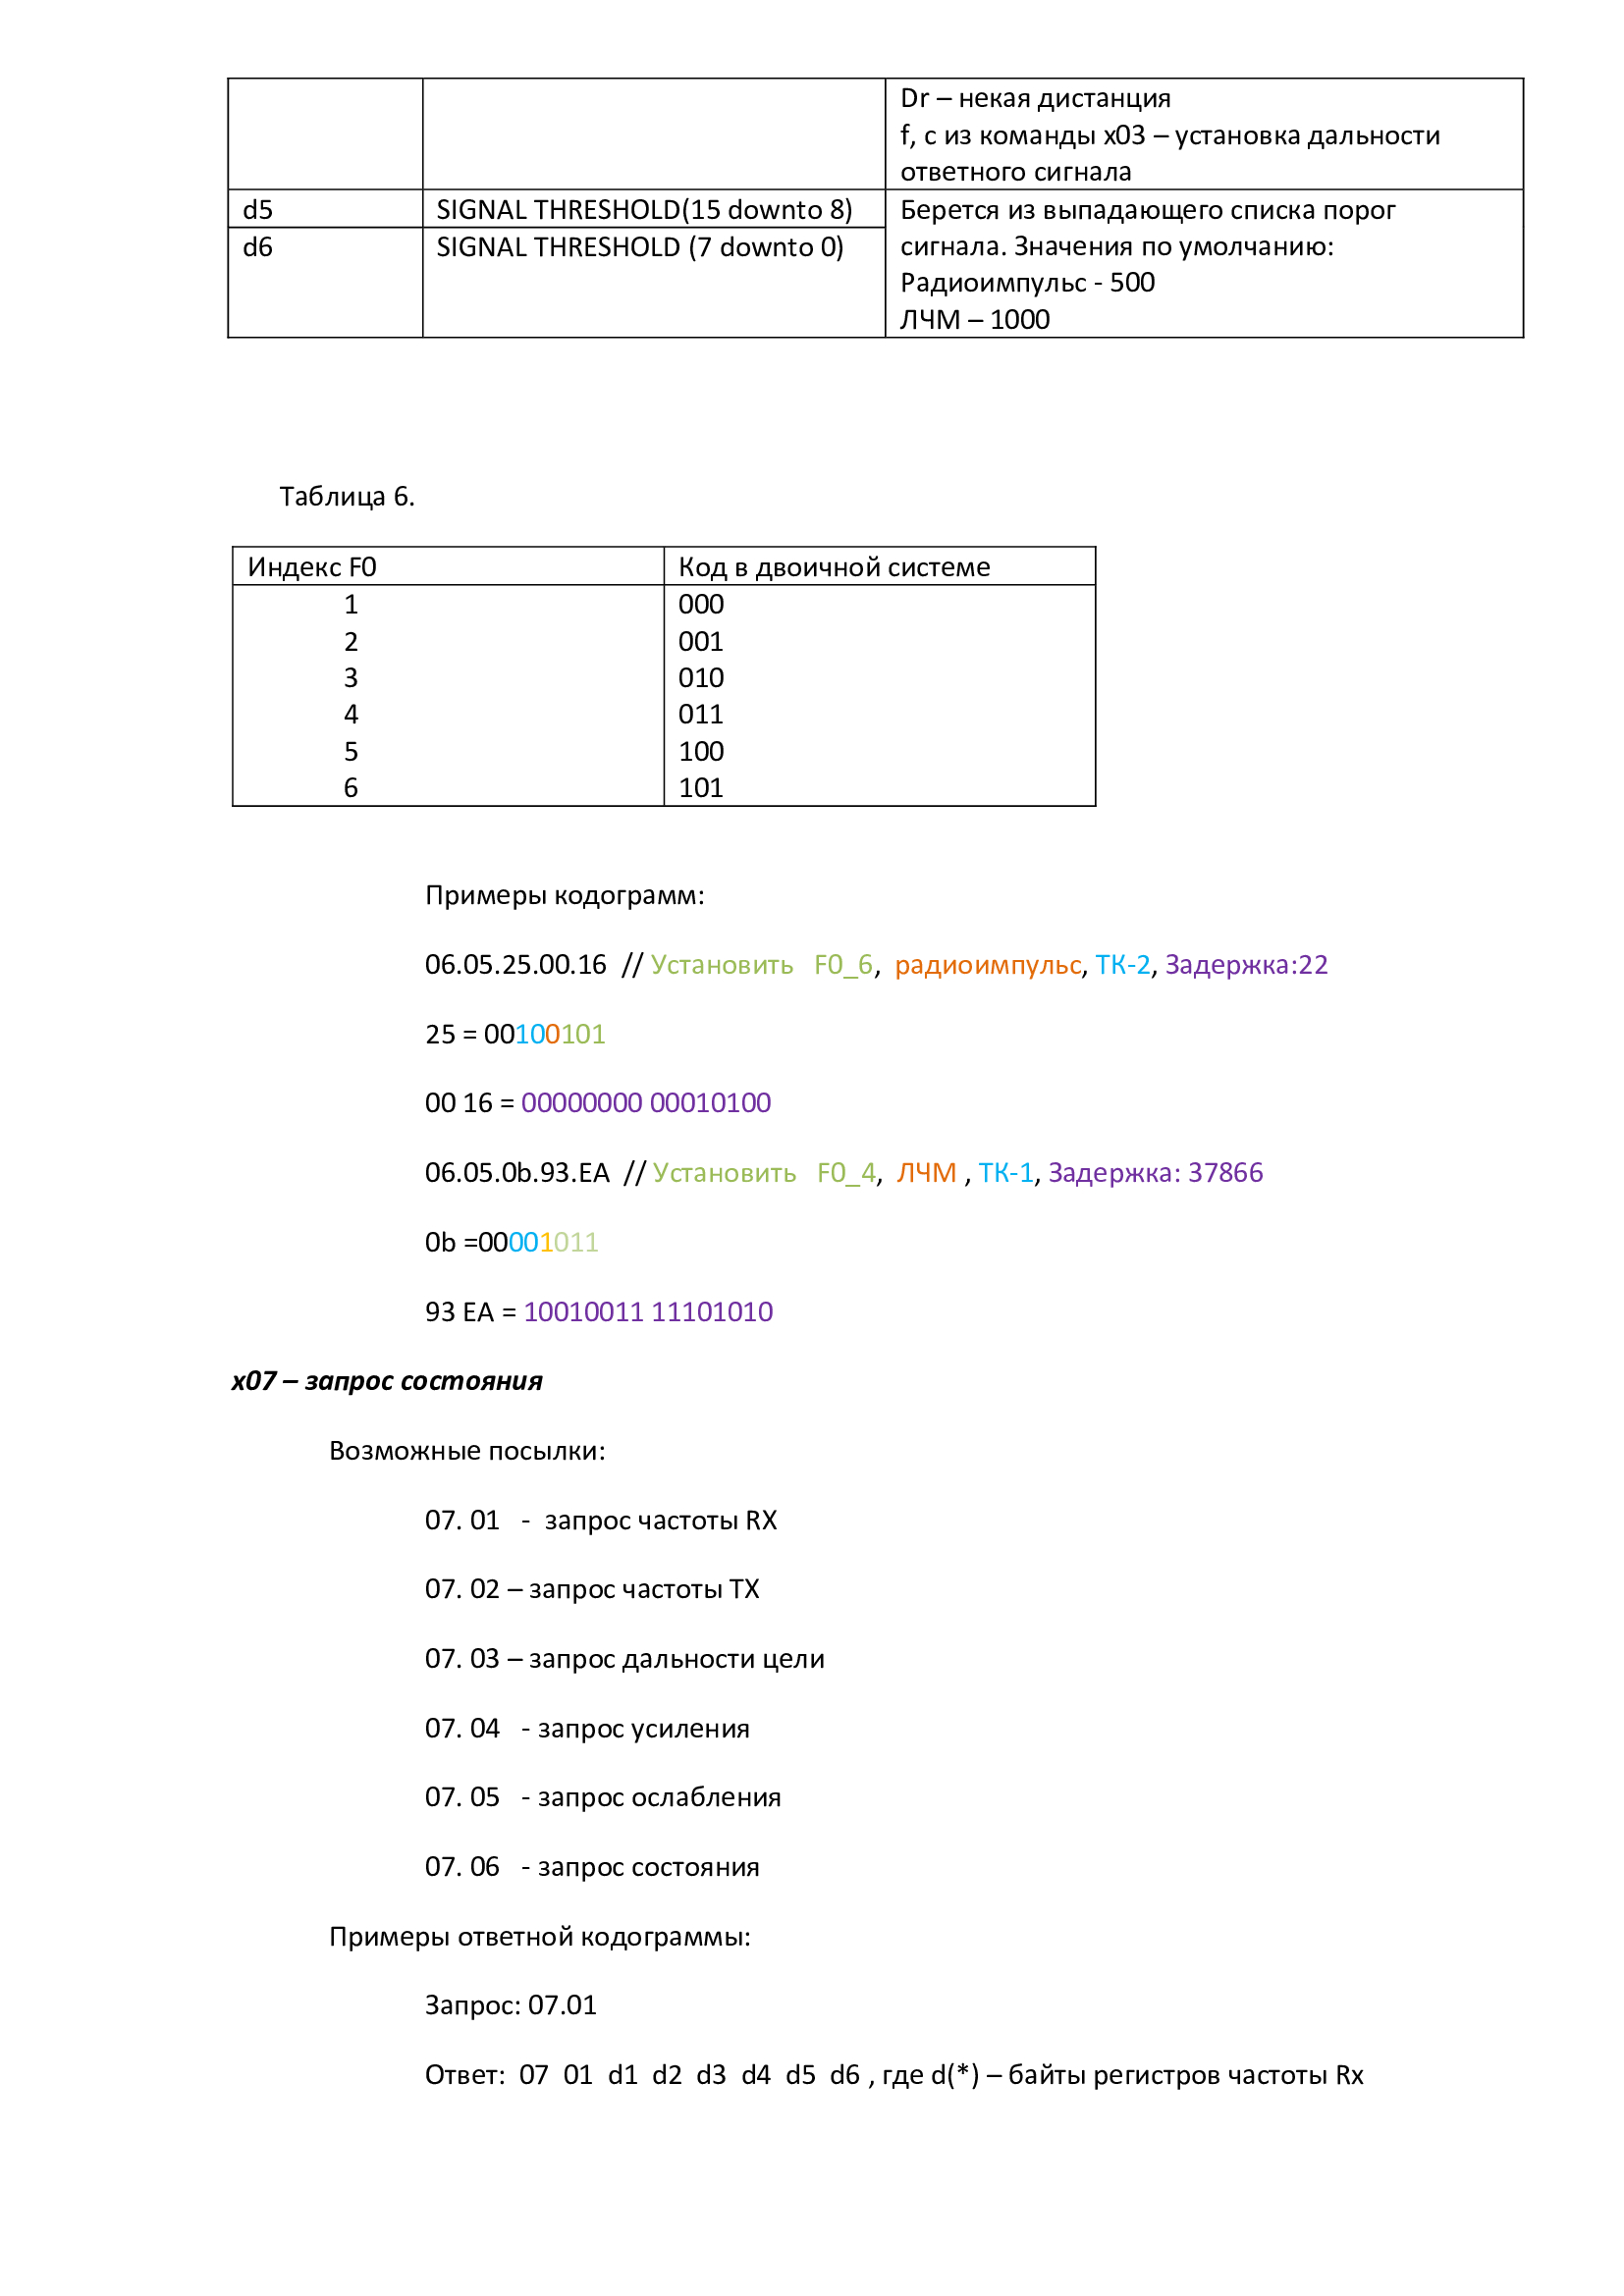 Dr – некая дистанция
f, с из команды x03 – установка дальности
ответного сигнала
d5 SIGNAL THRESHOLD(15 downto 8) Берется из выпадающего списка порог
d6 SIGNAL THRESHOLD (7 downto 0) сигнала. Значения по умолчанию:
Радиоимпульс - 500
ЛЧМ – 1000
Таблица 6.
Индекс F0 Код в двоичной системе
1 000
2 001
3 010
4 011
5 100
6 101
Примеры кодограмм:
06.05.25.00.16 // Установить F0_6, радиоимпульс, ТК-2, Задержка:22
25 = 00100101
00 16 = 00000000 00010100
06.05.0b.93.EA // Установить F0_4, ЛЧМ , ТК-1, Задержка: 37866
0b =00001011
93 EA = 10010011 11101010
x07 – запрос состояния
Возможные посылки:
07. 01 - запрос частоты RX
07. 02 – запрос частоты TX
07. 03 – запрос дальности цели
07. 04 - запрос усиления
07. 05 - запрос ослабления
07. 06 - запрос состояния
Примеры ответной кодограммы:
Запрос: 07.01
Ответ: 07 01 d1 d2 d3 d4 d5 d6 , где d(*) – байты регистров частоты Rx